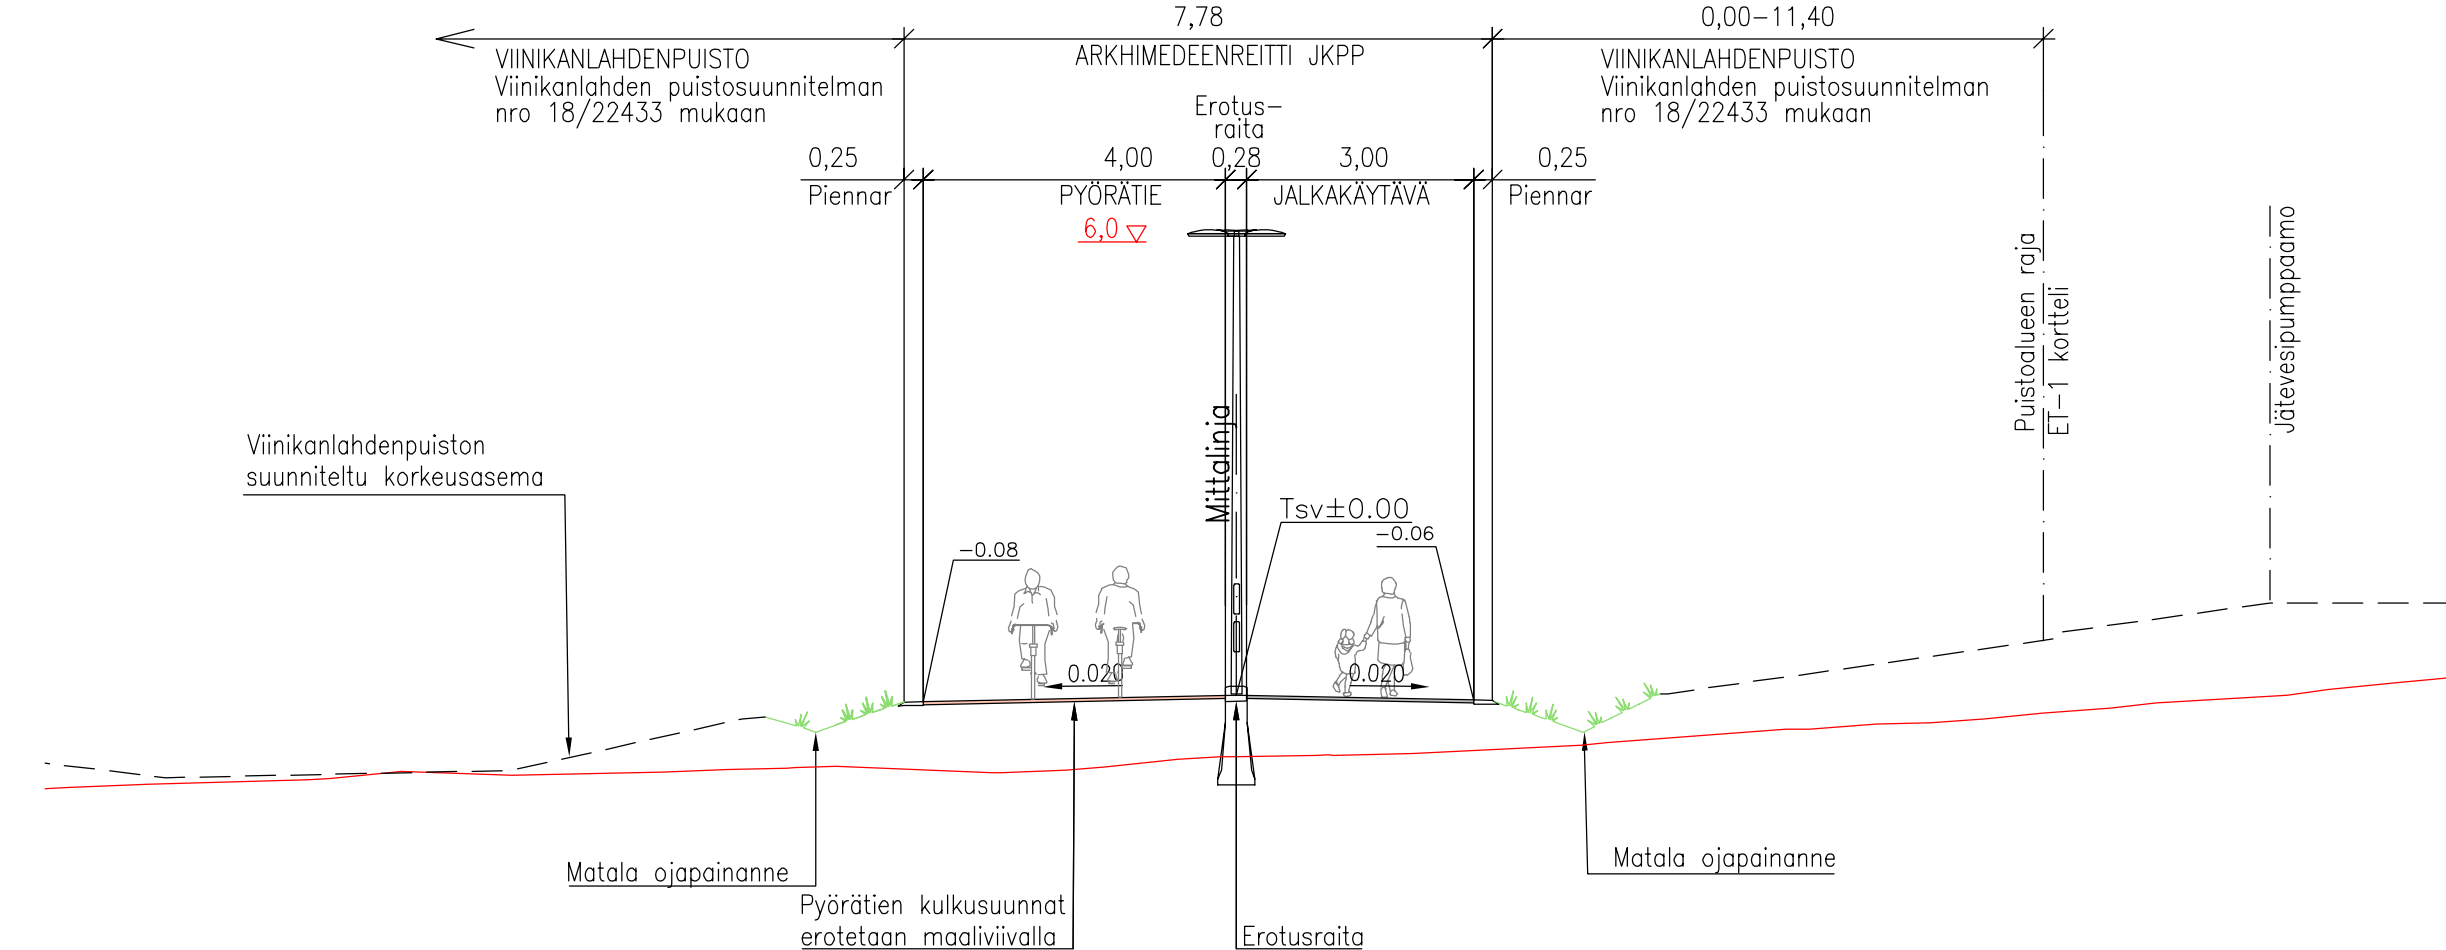 7,78
0,00-11,40
VIINIKANLAHDENPUISTO
Viinikanlahden puistosuunnitelman
nro 18/22433 mukaan
ARKHIMEDEENREITTI JKPP
VIINIKANLAHDENPUISTO
Viinikanlahden puistosuunnitelman
nro 18/22433 mukaan
Erotus-
raita
0,25
4,00
0,28
3,00
0,25
Piennar
PYÖRÄTIE
JALKAKÄYTÄVÄ
Piennar
6,0
Puistoalueen raja
ET-1 kortteli
Jätevesipumppaamo
Mittalinja
Viinikanlahdenpuiston
suunniteltu korkeusasema
Tsv±0.00
-0.06
-0.08
0.020
0.020
Matala ojapainanne
Matala ojapainanne
Pyörätien kulkusuunnat
erotetaan maaliviivalla
Erotusraita